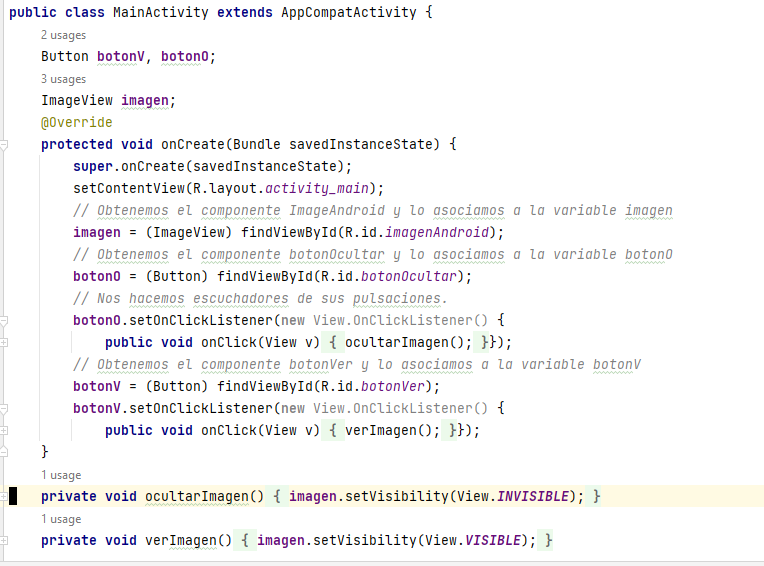 public class MainActivity extends AppCompatActivity {
2 usages
Button botonV, botonO;
3 usages
ImageView imagen;
@Override
protected void onCreate(Bundle savedInstanceState) {
super.onCreate(savedInstanceState);
setContentView(R.layout.activity_main);
// Obtenemos el componente ImageAndroid y lo asociamos a la variable imagen
imagen = (ImageView) findViewById(R.id.imagenAndroid);
// Obtenemos el componente botonOcultar y lo asociamos a la variable botonO
botonO = (Button) findViewById(R.id.botonOcultar);
// Nos hacemos escuchadores de sus pulsaciones.
botonO.setOnClickListener(new View.OnClickListener() {
public void onClick(View v) { ocultarImagen(); }});
// Obtenemos el componente botonVer y lo asociamos a la variable botonV
botonV = (Button) findViewById(R.id.botonVer);
botonV.setOnClickListener(new View.OnClickListener() {
public void onClick(View v) { verImagen(); }});
}
1 usage
private void ocultarImagen() { imagen.setVisibility(View.INVISIBLE); }
1 usage
private void verImagen() { imagen.setVisibility(View.VISIBLE); }